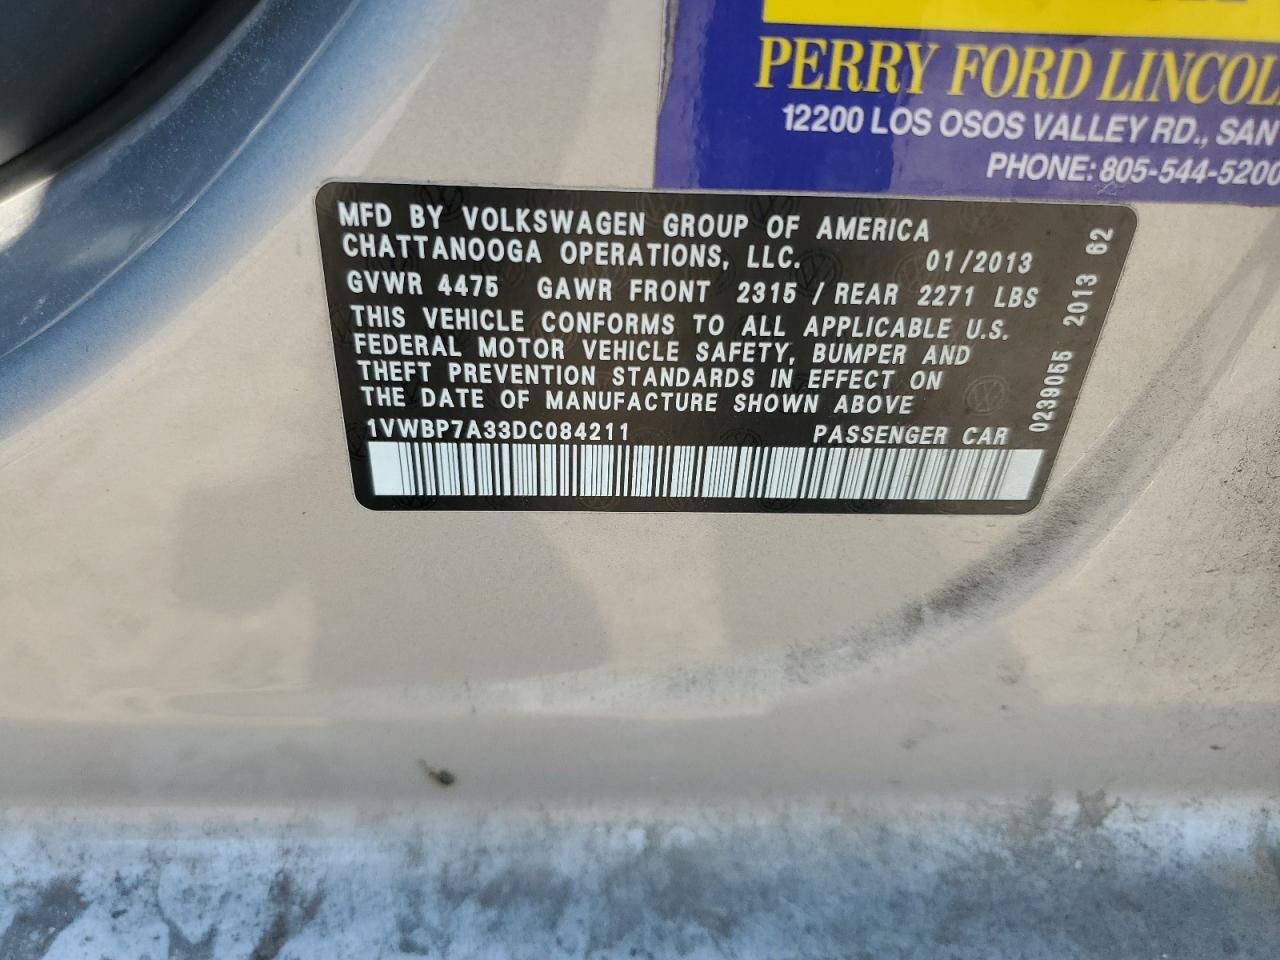 PERRY FORD LINCOL
12200 LOS OSOS VALLEY RD., SAN
PHONE: 805-544-5200
MFD BY VOLKSWAGEN GROUP OF AMERICA
CHATTANOOGA OPERATIONS, LLC. 01/2013
GVWR 4475 GAWR FRONT 2315 / REAR 2271 LBS
THIS VEHICLE CONFORMS TO ALL APPLICABLE U.S.
FEDERAL MOTOR VEHICLE SAFETY, BUMPER AND
THEFT PREVENTION STANDARDS IN EFFECT ON
THE DATE OF MANUFACTURE SHOWN ABOVE
1VWBP7A33DC084211 PASSENGER CAR
0239055 2013 62